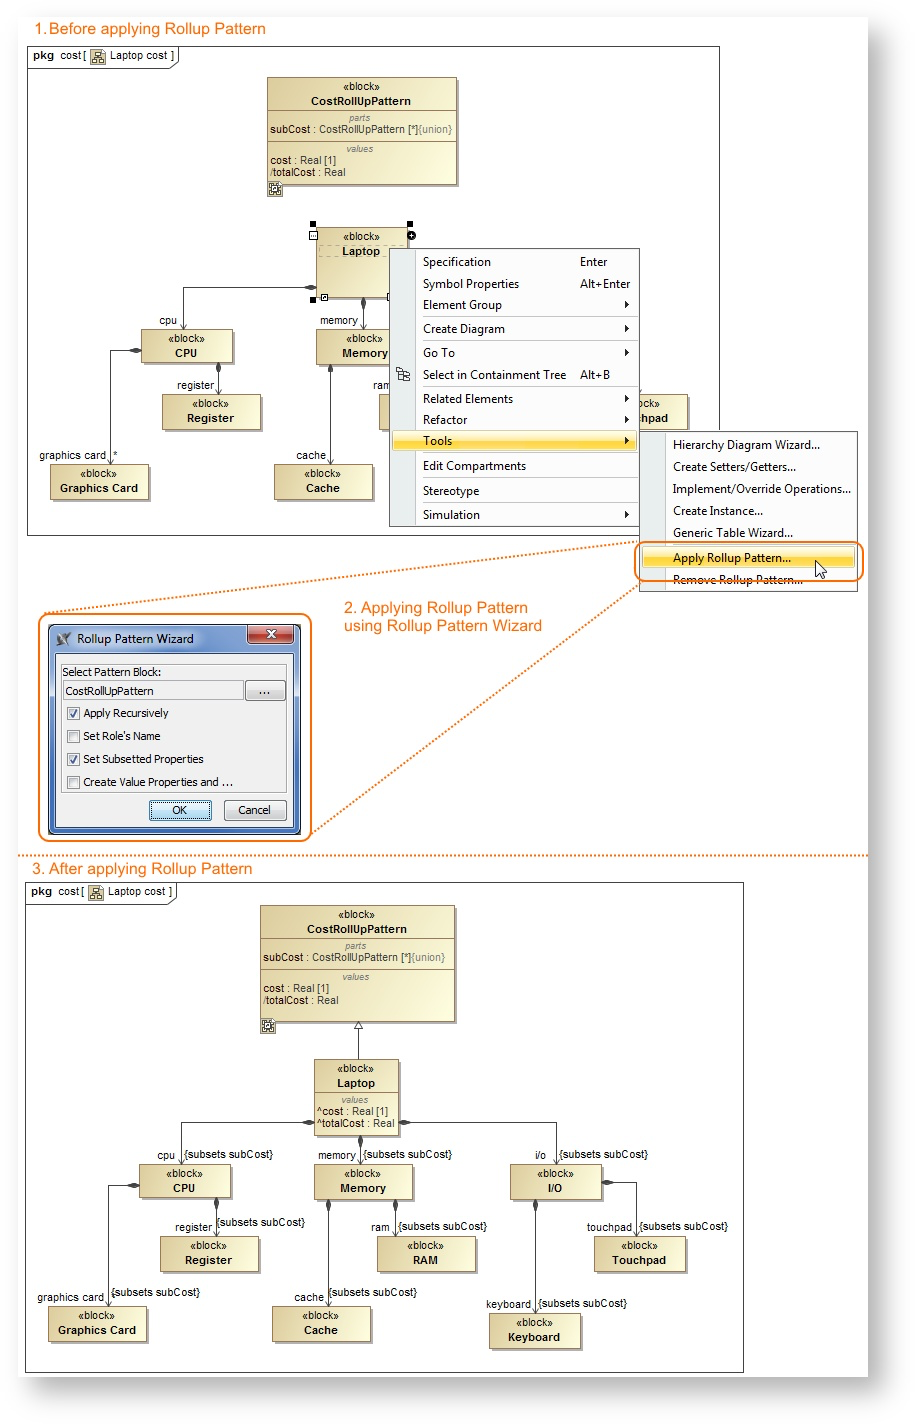 1.Before applying Rollup Pattern
pkg cost [ Laptop cost ]
«block»
CostRollUpPattern
parts
subCost : CostRollUpPattern [*]{union}
values
cost : Real [1]
/totalCost : Real
«block»
Laptop
cpu
memory
«block»
CPU
«block»
Memory
register
ram
«block»
Register
ock»
hpad
graphics card
*
cache
«block»
Graphics Card
«block»
Cache
Specification Enter
Symbol Properties Alt+Enter
Element Group
Create Diagram
Go To
Select in Containment Tree Alt+B
Related Elements
Refactor
Tools
Edit Compartments
Stereotype
Simulation
Hierarchy Diagram Wizard...
Create Setters/Getters...
Implement/Override Operations...
Create Instance...
Generic Table Wizard...
Apply Rollup Pattern...
Remove Rollup Pattern...
2. Applying Rollup Pattern
using Rollup Pattern Wizard
Rollup Pattern Wizard
Select Pattern Block:
CostRollUpPattern ...
Apply Recursively
Set Role's Name
Set Subsetted Properties
Create Value Properties and ...
OK Cancel
3. After applying Rollup Pattern
pkg cost [ Laptop cost ]
«block»
CostRollUpPattern
parts
subCost : CostRollUpPattern [*]{union}
values
cost : Real [1]
/totalCost : Real
«block»
Laptop
values
^cost : Real [1]
^totalCost : Real
cpu {subsets subCost} memory {subsets subCost} i/o {subsets subCost}
«block» «block» «block»
CPU Memory I/O
register {subsets subCost} ram {subsets subCost} touchpad {subsets subCost}
«block» «block» «block»
Register RAM Touchpad
graphics card {subsets subCost} cache {subsets subCost} keyboard {subsets subCost}
«block» «block» «block»
Graphics Card Cache Keyboard